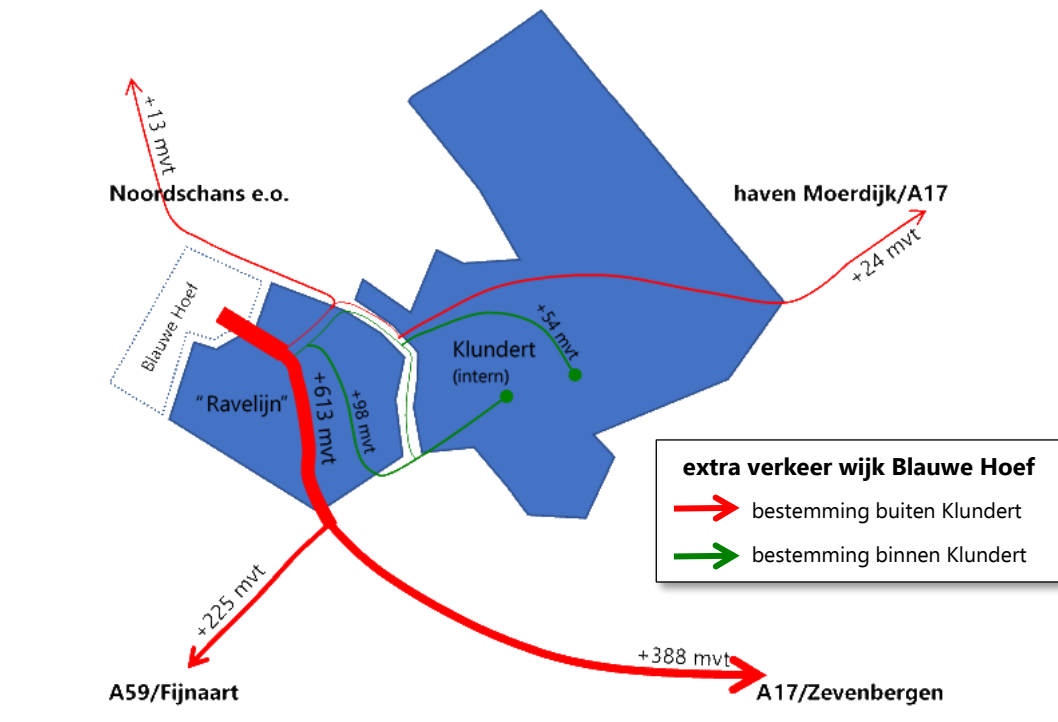 +13 mvt
Noordschans e.o.
haven Moerdijk/A17
+24 mvt
Blauwe Hoef
+54 mvt
Klundert
(intern)
"Ravelijn"
+613 mvt
+98 mvt
extra verkeer wijk Blauwe Hoef
bestemming buiten Klundert
bestemming binnen Klundert
+225 mvt
+388 mvt
A59/Fijnaart
A17/Zevenbergen